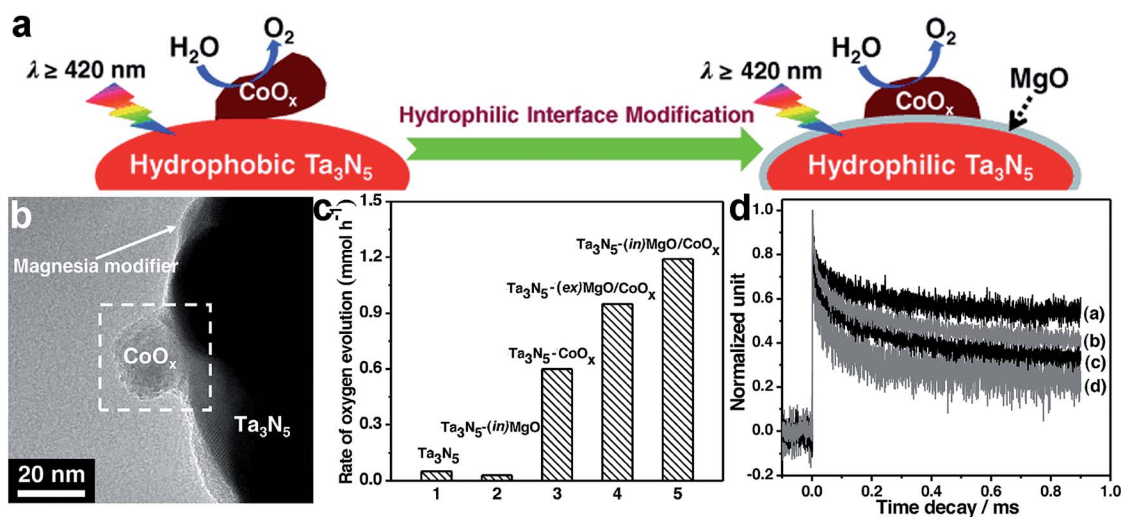 a
H₂O
O₂
λ ≥ 420 nm
CoOₓ
Hydrophobic Ta₃N₅
Hydrophilic Interface Modification
H₂O
O₂
λ ≥ 420 nm
MgO
CoOₓ
Hydrophilic Ta₃N₅
b
Magnesia modifier
CoOₓ
Ta₃N₅
20 nm
c
Rate of oxygen evolution (mmol h⁻¹)
1.5
1.2
0.9
0.6
0.3
0.0
Ta₃N₅-(in)MgO/CoOₓ
Ta₃N₅-(ex)MgO/CoOₓ
Ta₃N₅-CoOₓ
Ta₃N₅-(in)MgO
Ta₃N₅
1 2 3 4 5
d
Normalized unit
1.0
0.8
0.6
0.4
0.2
0.0
-0.2
(a)
(b)
(c)
(d)
0.0 0.2 0.4 0.6 0.8 1.0
Time decay / ms